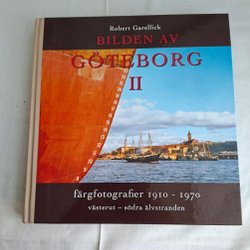 Robert Garellick
BILDEN AV
GÖTEBORG
II
färgfotografier 1910 - 1970
västerut – södra älvstranden